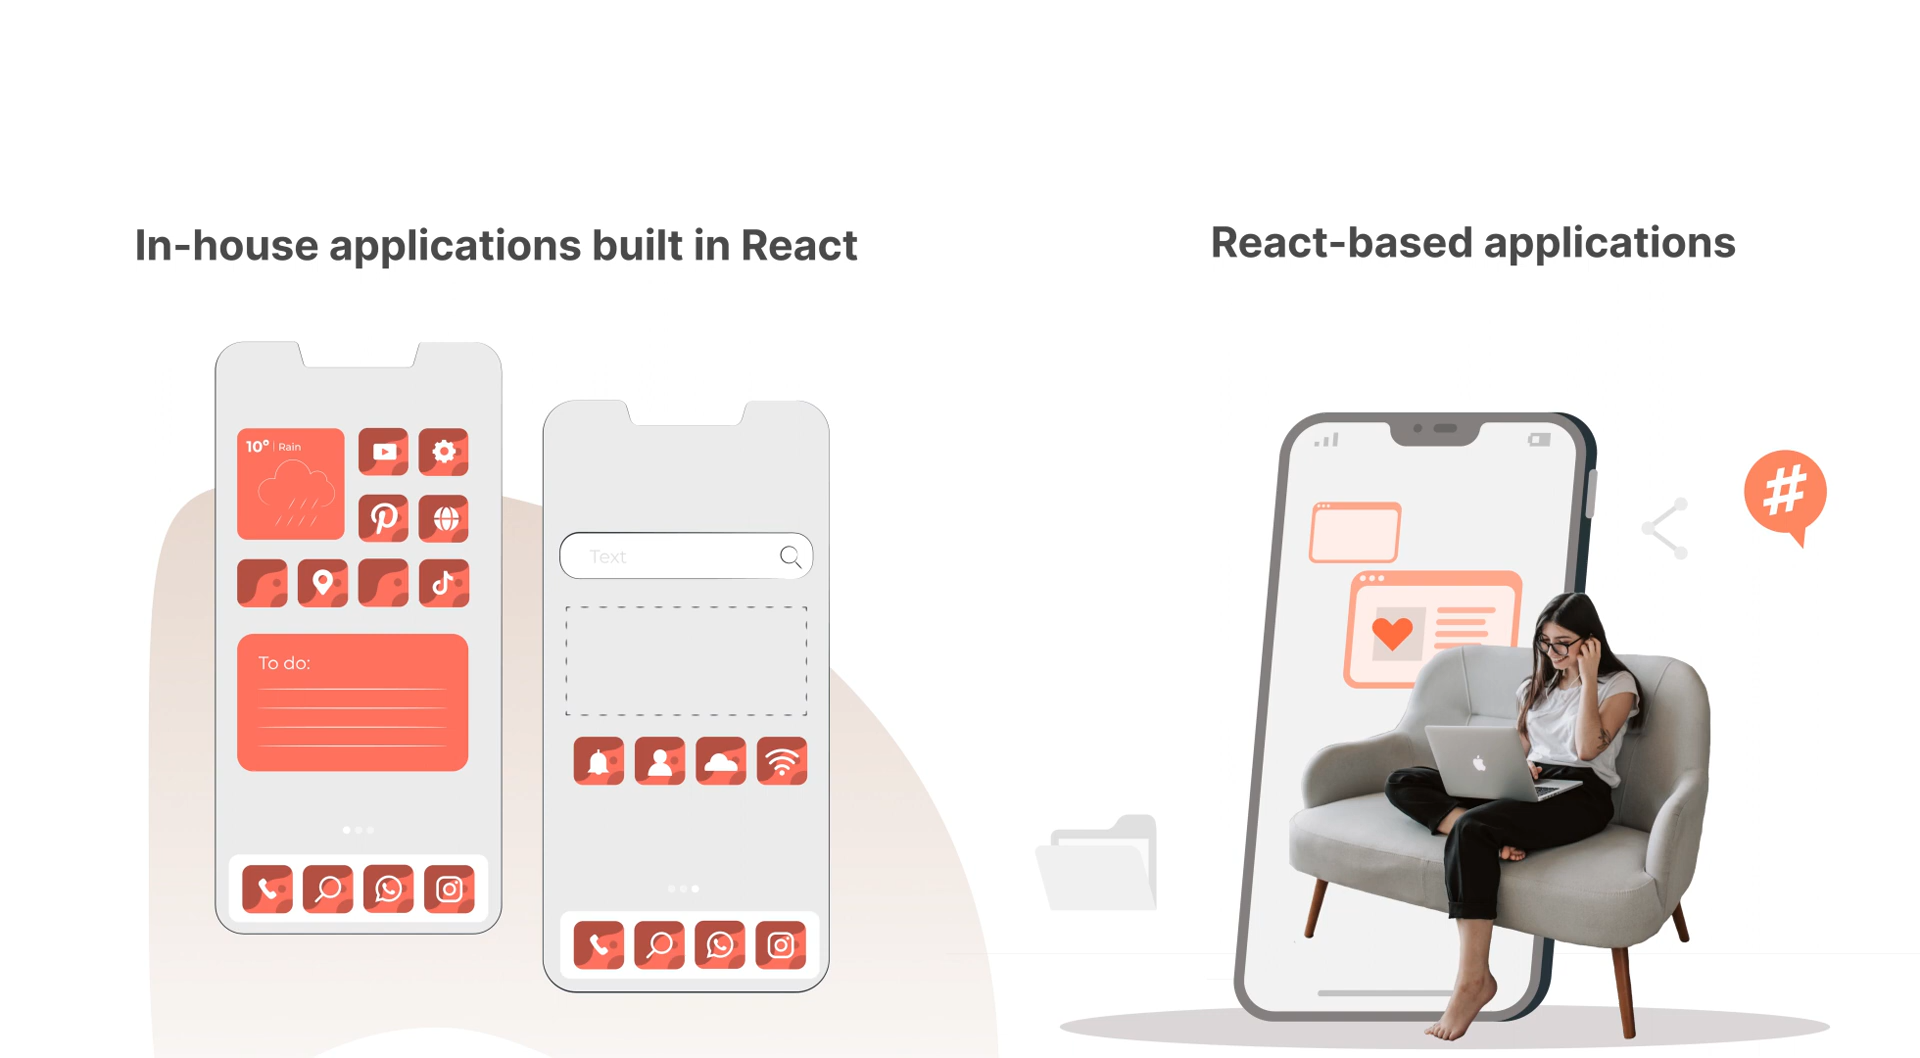 In-house applications built in React
React-based applications
10° | Rain
To do:
Text
#